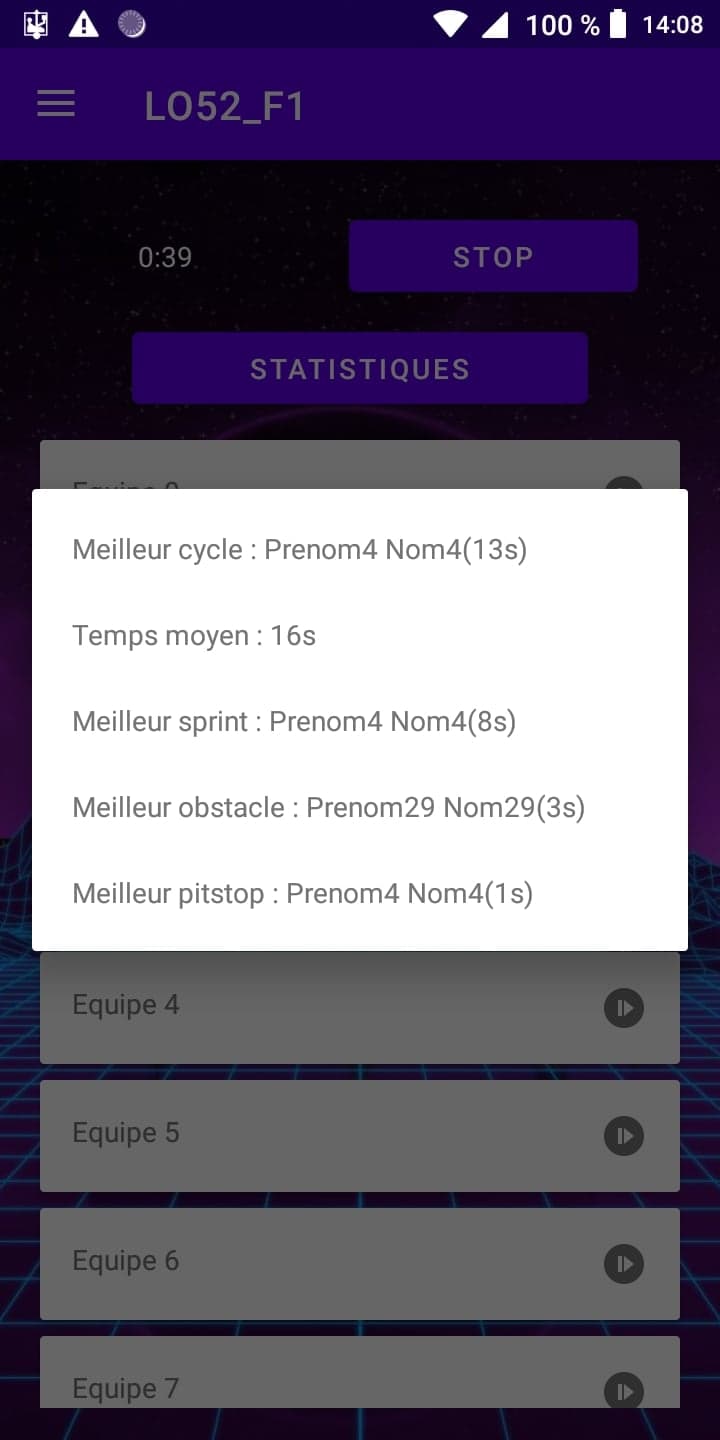 100 % 14:08
LO52_F1
0:39 STOP
STATISTIQUES
Meilleur cycle : Prenom4 Nom4(13s)
Temps moyen : 16s
Meilleur sprint : Prenom4 Nom4(8s)
Meilleur obstacle : Prenom29 Nom29(3s)
Meilleur pitstop : Prenom4 Nom4(1s)
Equipe 4
Equipe 5
Equipe 6
Equipe 7